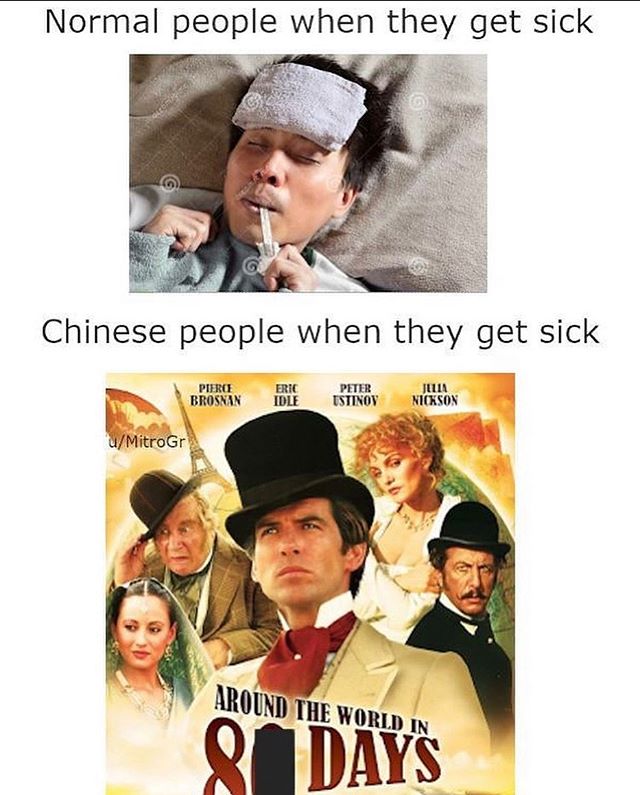 Normal people when they get sick
Chinese people when they get sick
PIERCE ERIC PETER JULIA
BROSNAN IDLE USTINOV NICKSON
u/MitroGr
AROUND THE WORLD IN
8 DAYS